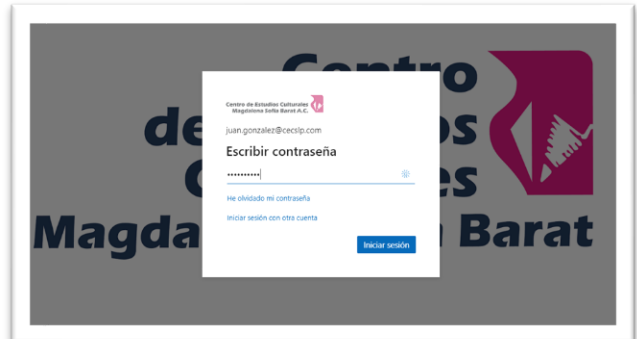 Centro
de os
C es
Magda Barat
Centro de Estudios Culturales
Magdalena Sofía Barat A.C.
juan.gonzalez@cecslp.com
Escribir contraseña
••••••••••
He olvidado mi contraseña
Iniciar sesión con otra cuenta
Iniciar sesión